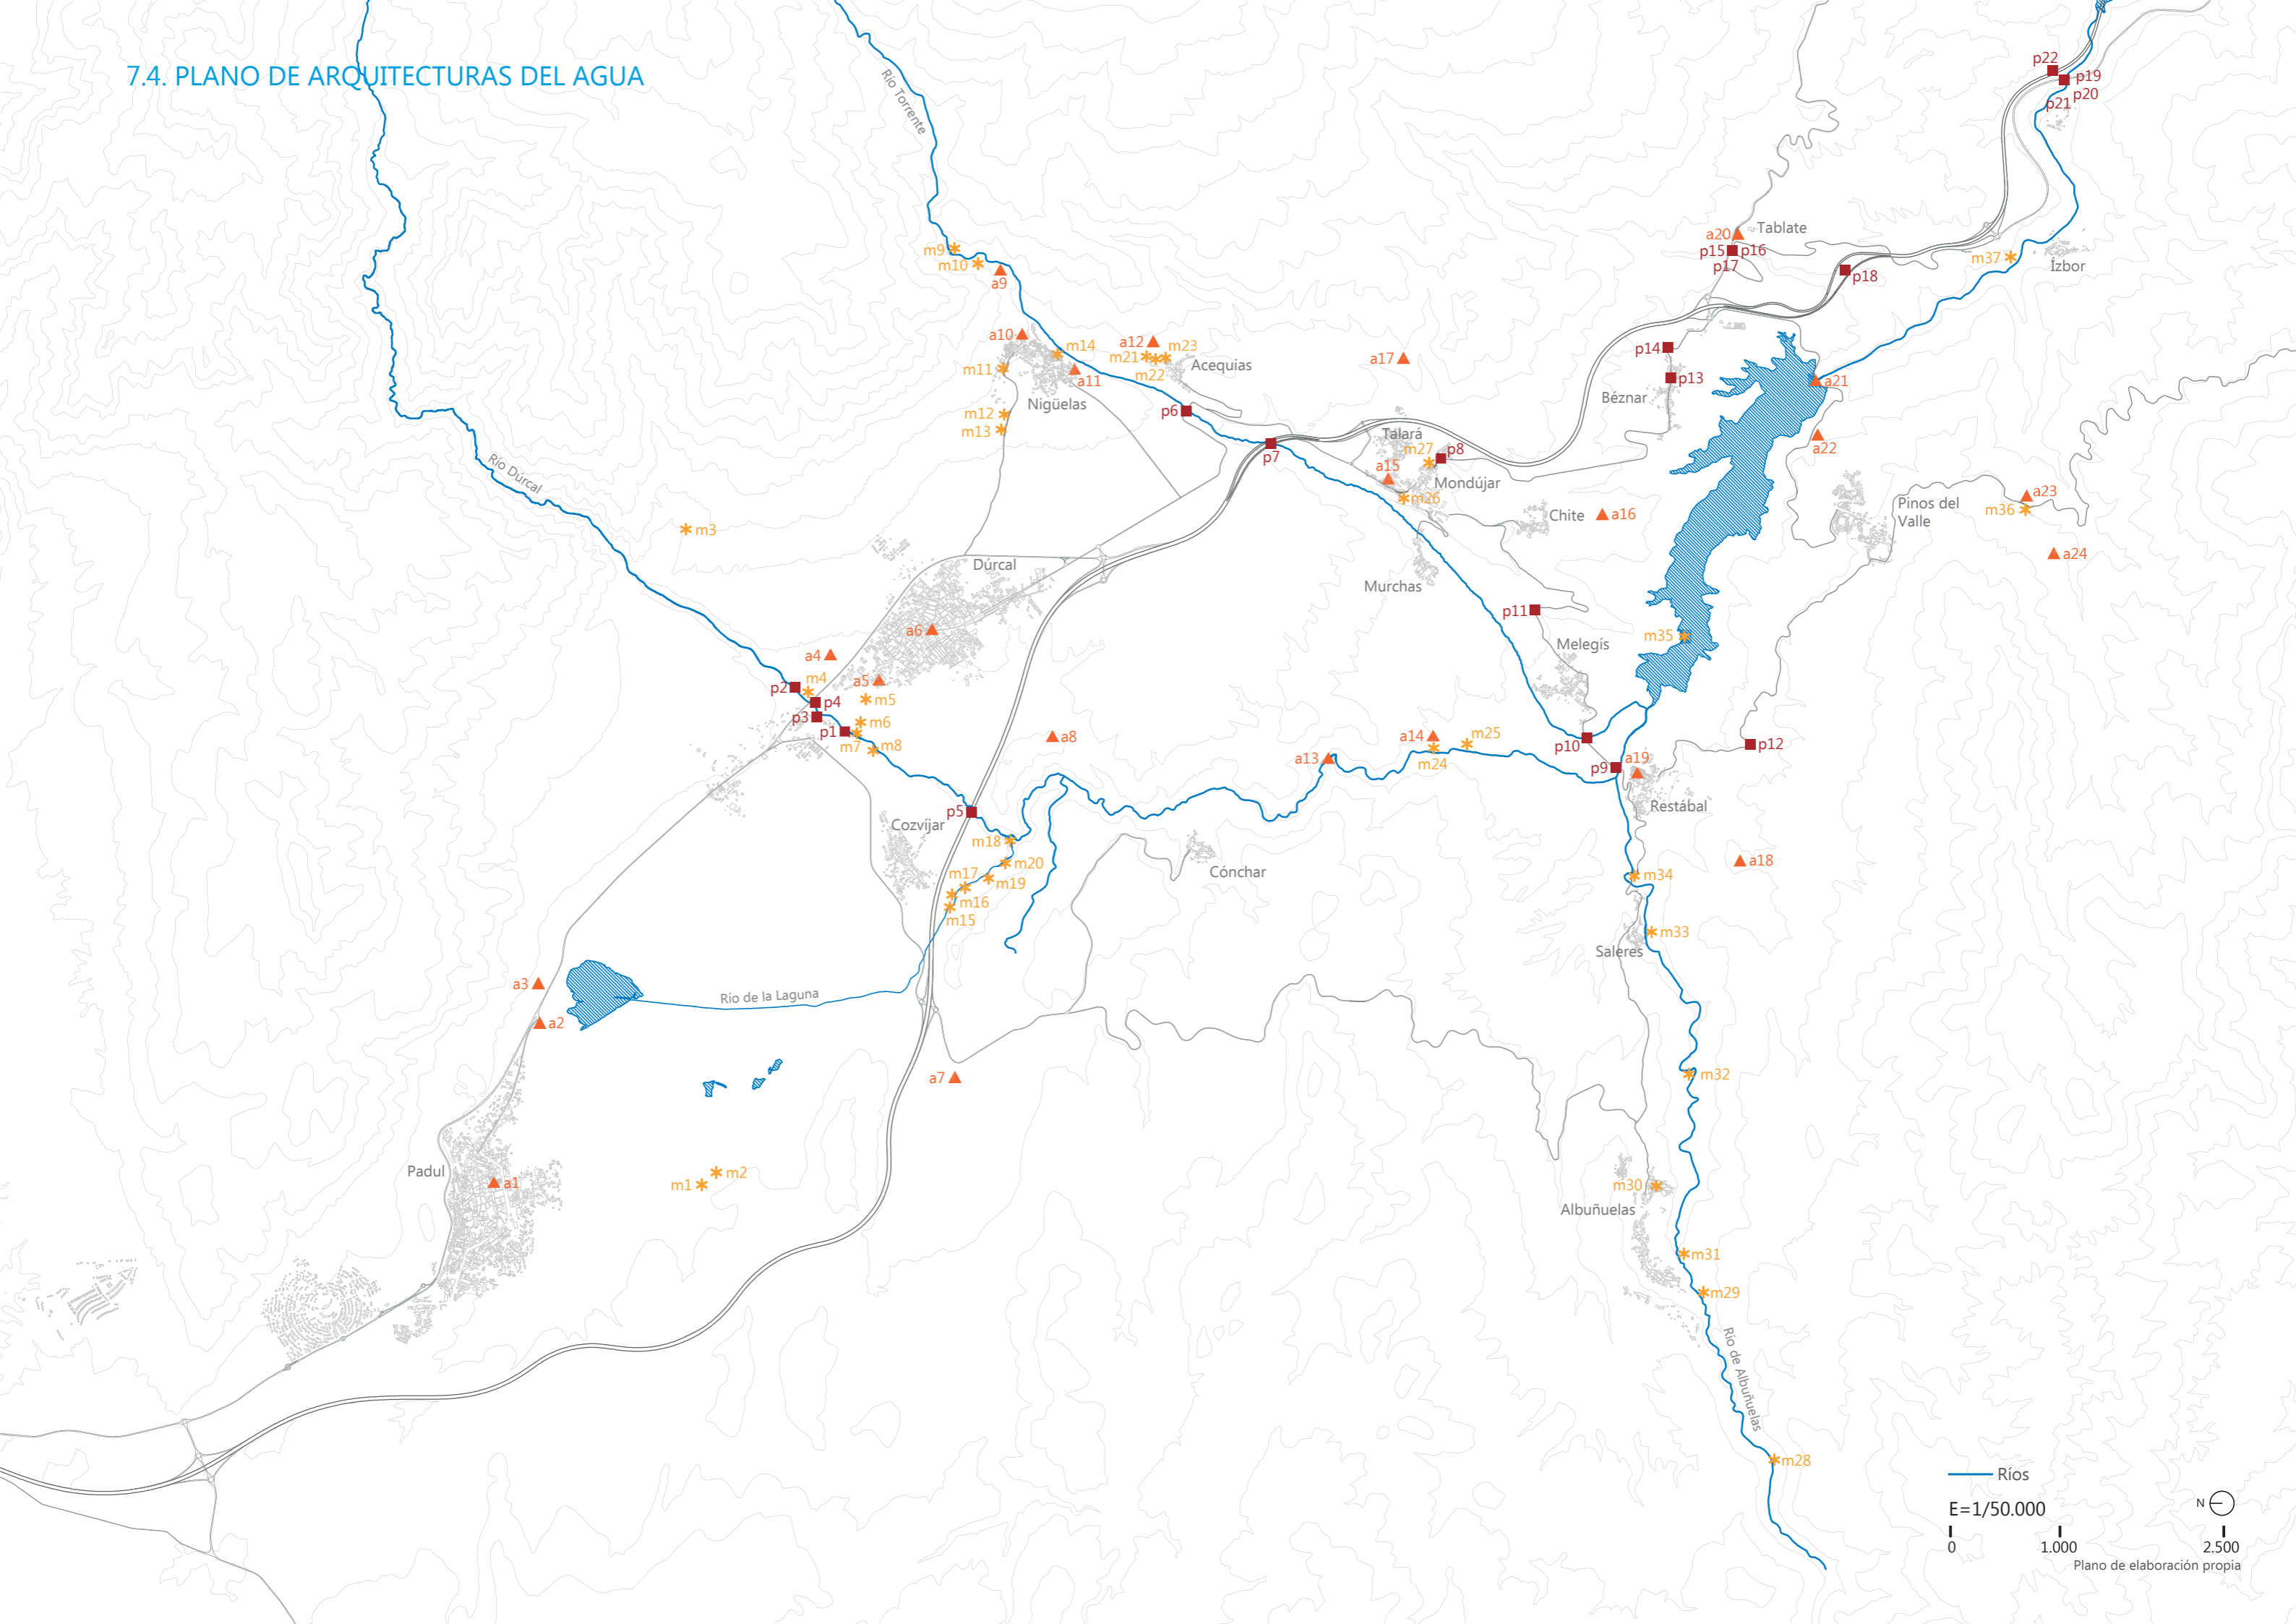 7.4. PLANO DE ARQUITECTURAS DEL AGUA
Río Torrente
p22
p19
p20
p21
a20
Tablate
p15
p16
p17
p18
m37
Ízbor
m9
m10
a9
a10
m14
m11
a11
Nigüelas
m12
m13
a12
m21
m23
m22
Acequias
p6
a17
p14
p13
Béznar
a21
a22
Río Dúrcal
p7
Talará
m27
p8
a15
Mondújar
m26
Chite
a16
Pinos del
Valle
a23
m36
a24
m3
Dúrcal
Murchas
a6
p11
Melegís
m35
a4
p2
m4
a5
m5
p4
p3
m6
p1
m7
m8
a8
a13
a14
m25
m24
p10
p12
p9
a19
Restábal
p5
Cozvíjar
m18
m20
m17
m19
m16
m15
Cónchar
a18
m34
m33
Saleres
a3
a2
Río de la Laguna
a7
m32
Padul
a1
m2
m1
m30
Albuñuelas
m31
m29
Río de Albuñuelas
m28
Ríos
E=1/50.000
N
0
1.000
2.500
Plano de elaboración propia